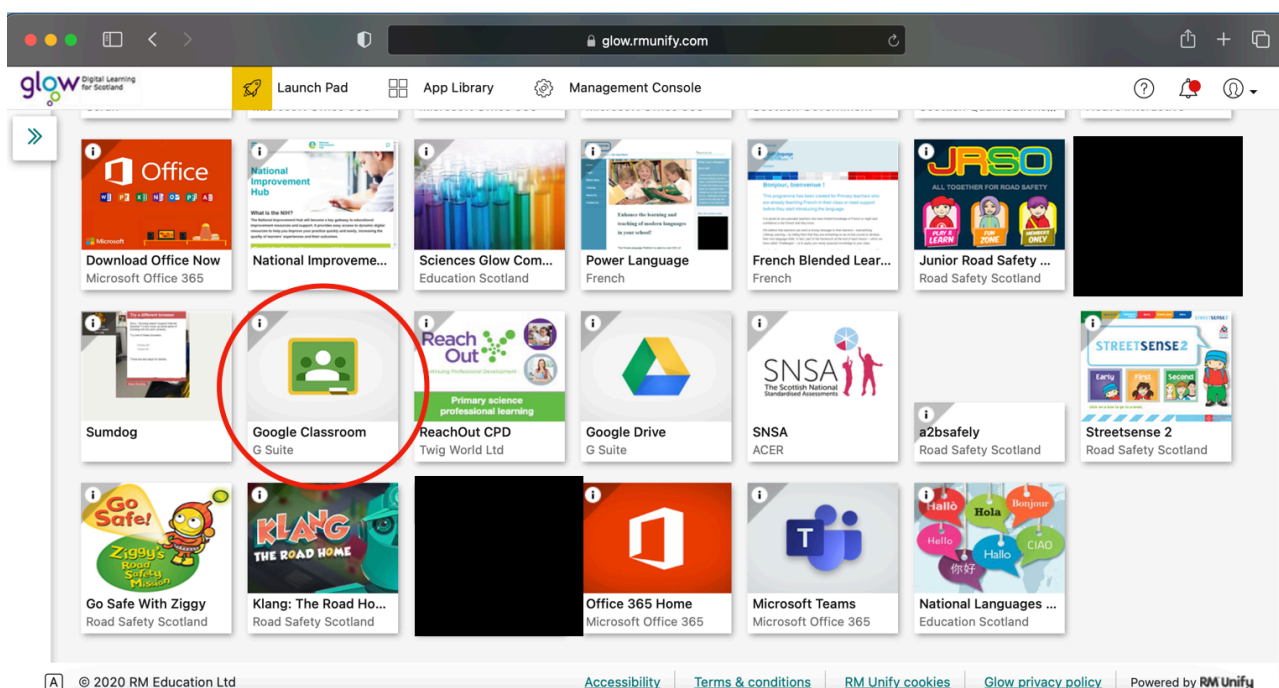 glow.rmunify.com
glow Digital Learning
for Scotland
Launch Pad
App Library
Management Console
Office
Microsoft
Download Office Now
Microsoft Office 365
National
Improvement
Hub
What is the NIH?
National Improveme...
Sciences Glow Com...
Education Scotland
Enhance the learning and
teaching of modern languages
in your school!
Power Language
French
Bonjour, bienvenue !
French Blended Lear...
French
JRSO
ALL TOGETHER FOR ROAD SAFETY
PLAY & LEARN
FUN ZONE
MEMBERS ONLY
Junior Road Safety ...
Road Safety Scotland
Try a different browser
Sumdog
Google Classroom
G Suite
Reach
Out
Continuing Professional Development
Primary science
professional learning
ReachOut CPD
Twig World Ltd
Google Drive
G Suite
SNSA
The Scottish National
Standardised Assessments
SNSA
ACER
a2bsafely
Road Safety Scotland
STREETSENSE2
STREETSENSE2
Early
First
Second
Streetsense 2
Road Safety Scotland
Go
Safe!
Ziggy's
Road
Safety
Mission
Go Safe With Ziggy
Road Safety Scotland
KLANG
THE ROAD HOME
Klang: The Road Ho...
Road Safety Scotland
Office 365 Home
Microsoft Office 365
T
Microsoft Teams
Microsoft Office 365
Hallò
Hola
Bonjour
Hello
Hallo
CIAO
你好
National Languages ...
Education Scotland
A
© 2020 RM Education Ltd
Accessibility
Terms & conditions
RM Unify cookies
Glow privacy policy
Powered by RM Unify